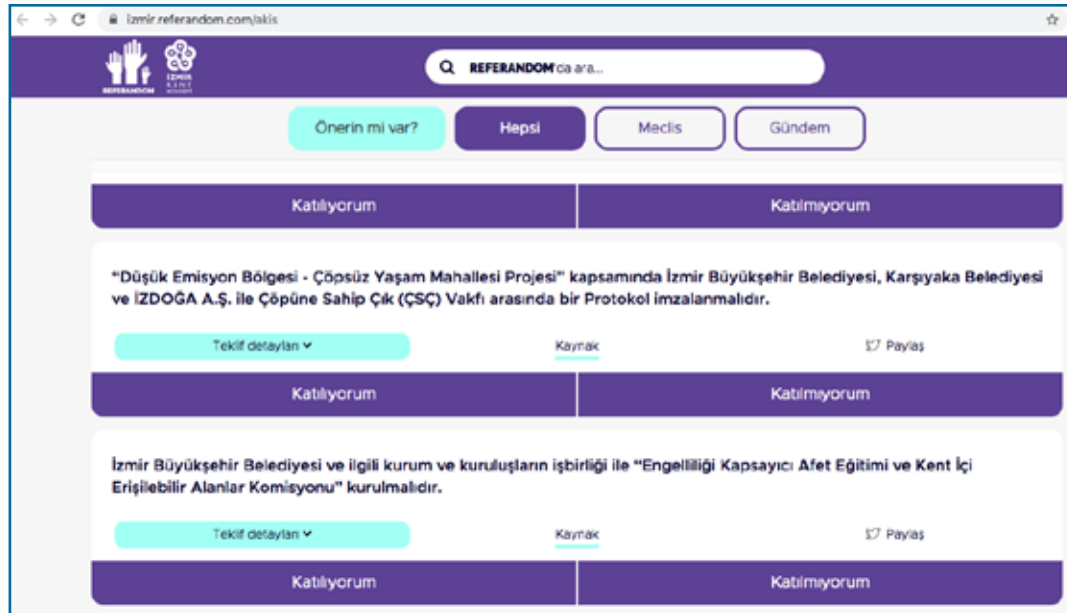 izmir.referandom.com/akis
REFERANDOM
İZMİR
KENT
REFERANDOM'da ara...
Önerin mi var?
Hepsi
Meclis
Gündem
Katılıyorum
Katılmıyorum
“Düşük Emisyon Bölgesi - Çöpsüz Yaşam Mahallesi Projesi” kapsamında İzmir Büyükşehir Belediyesi, Karşıyaka Belediyesi
ve İZDOĞA A.Ş. ile Çöpüne Sahip Çık (ÇSÇ) Vakfı arasında bir Protokol imzalanmalıdır.
Teklif detayları
Kaynak
Paylaş
Katılıyorum
Katılmıyorum
İzmir Büyükşehir Belediyesi ve ilgili kurum ve kuruluşların işbirliği ile “Engelliliği Kapsayıcı Afet Eğitimi ve Kent İçi
Erişilebilir Alanlar Komisyonu” kurulmalıdır.
Teklif detayları
Kaynak
Paylaş
Katılıyorum
Katılmıyorum